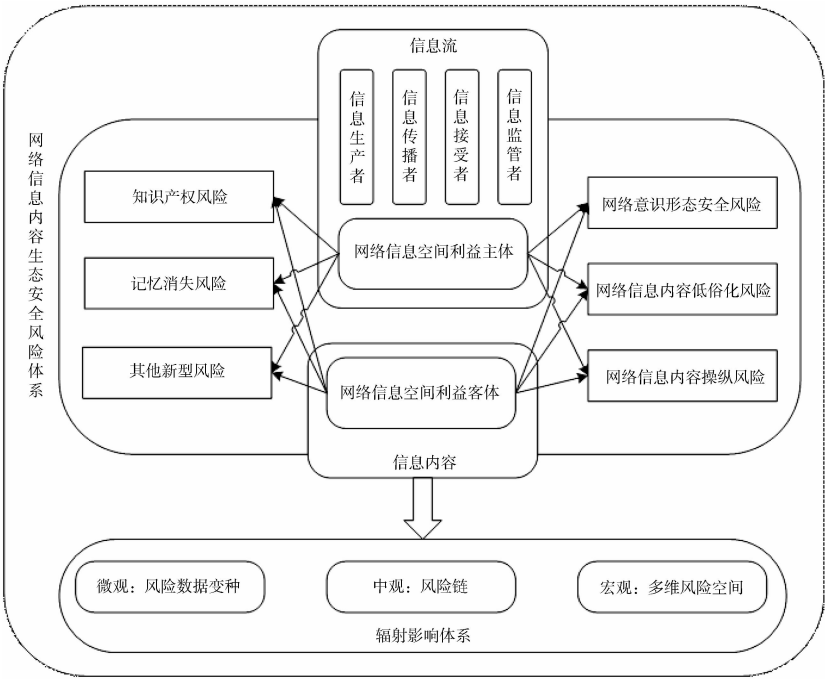 信息流
信息生产者
信息传播者
信息接受者
信息监管者
网络信息内容生态安全风险体系
知识产权风险
记忆消失风险
其他新型风险
网络信息空间利益主体
网络信息空间利益客体
信息内容
网络意识形态安全风险
网络信息内容低俗化风险
网络信息内容操纵风险
微观：风险数据变种
中观：风险链
宏观：多维风险空间
辐射影响体系